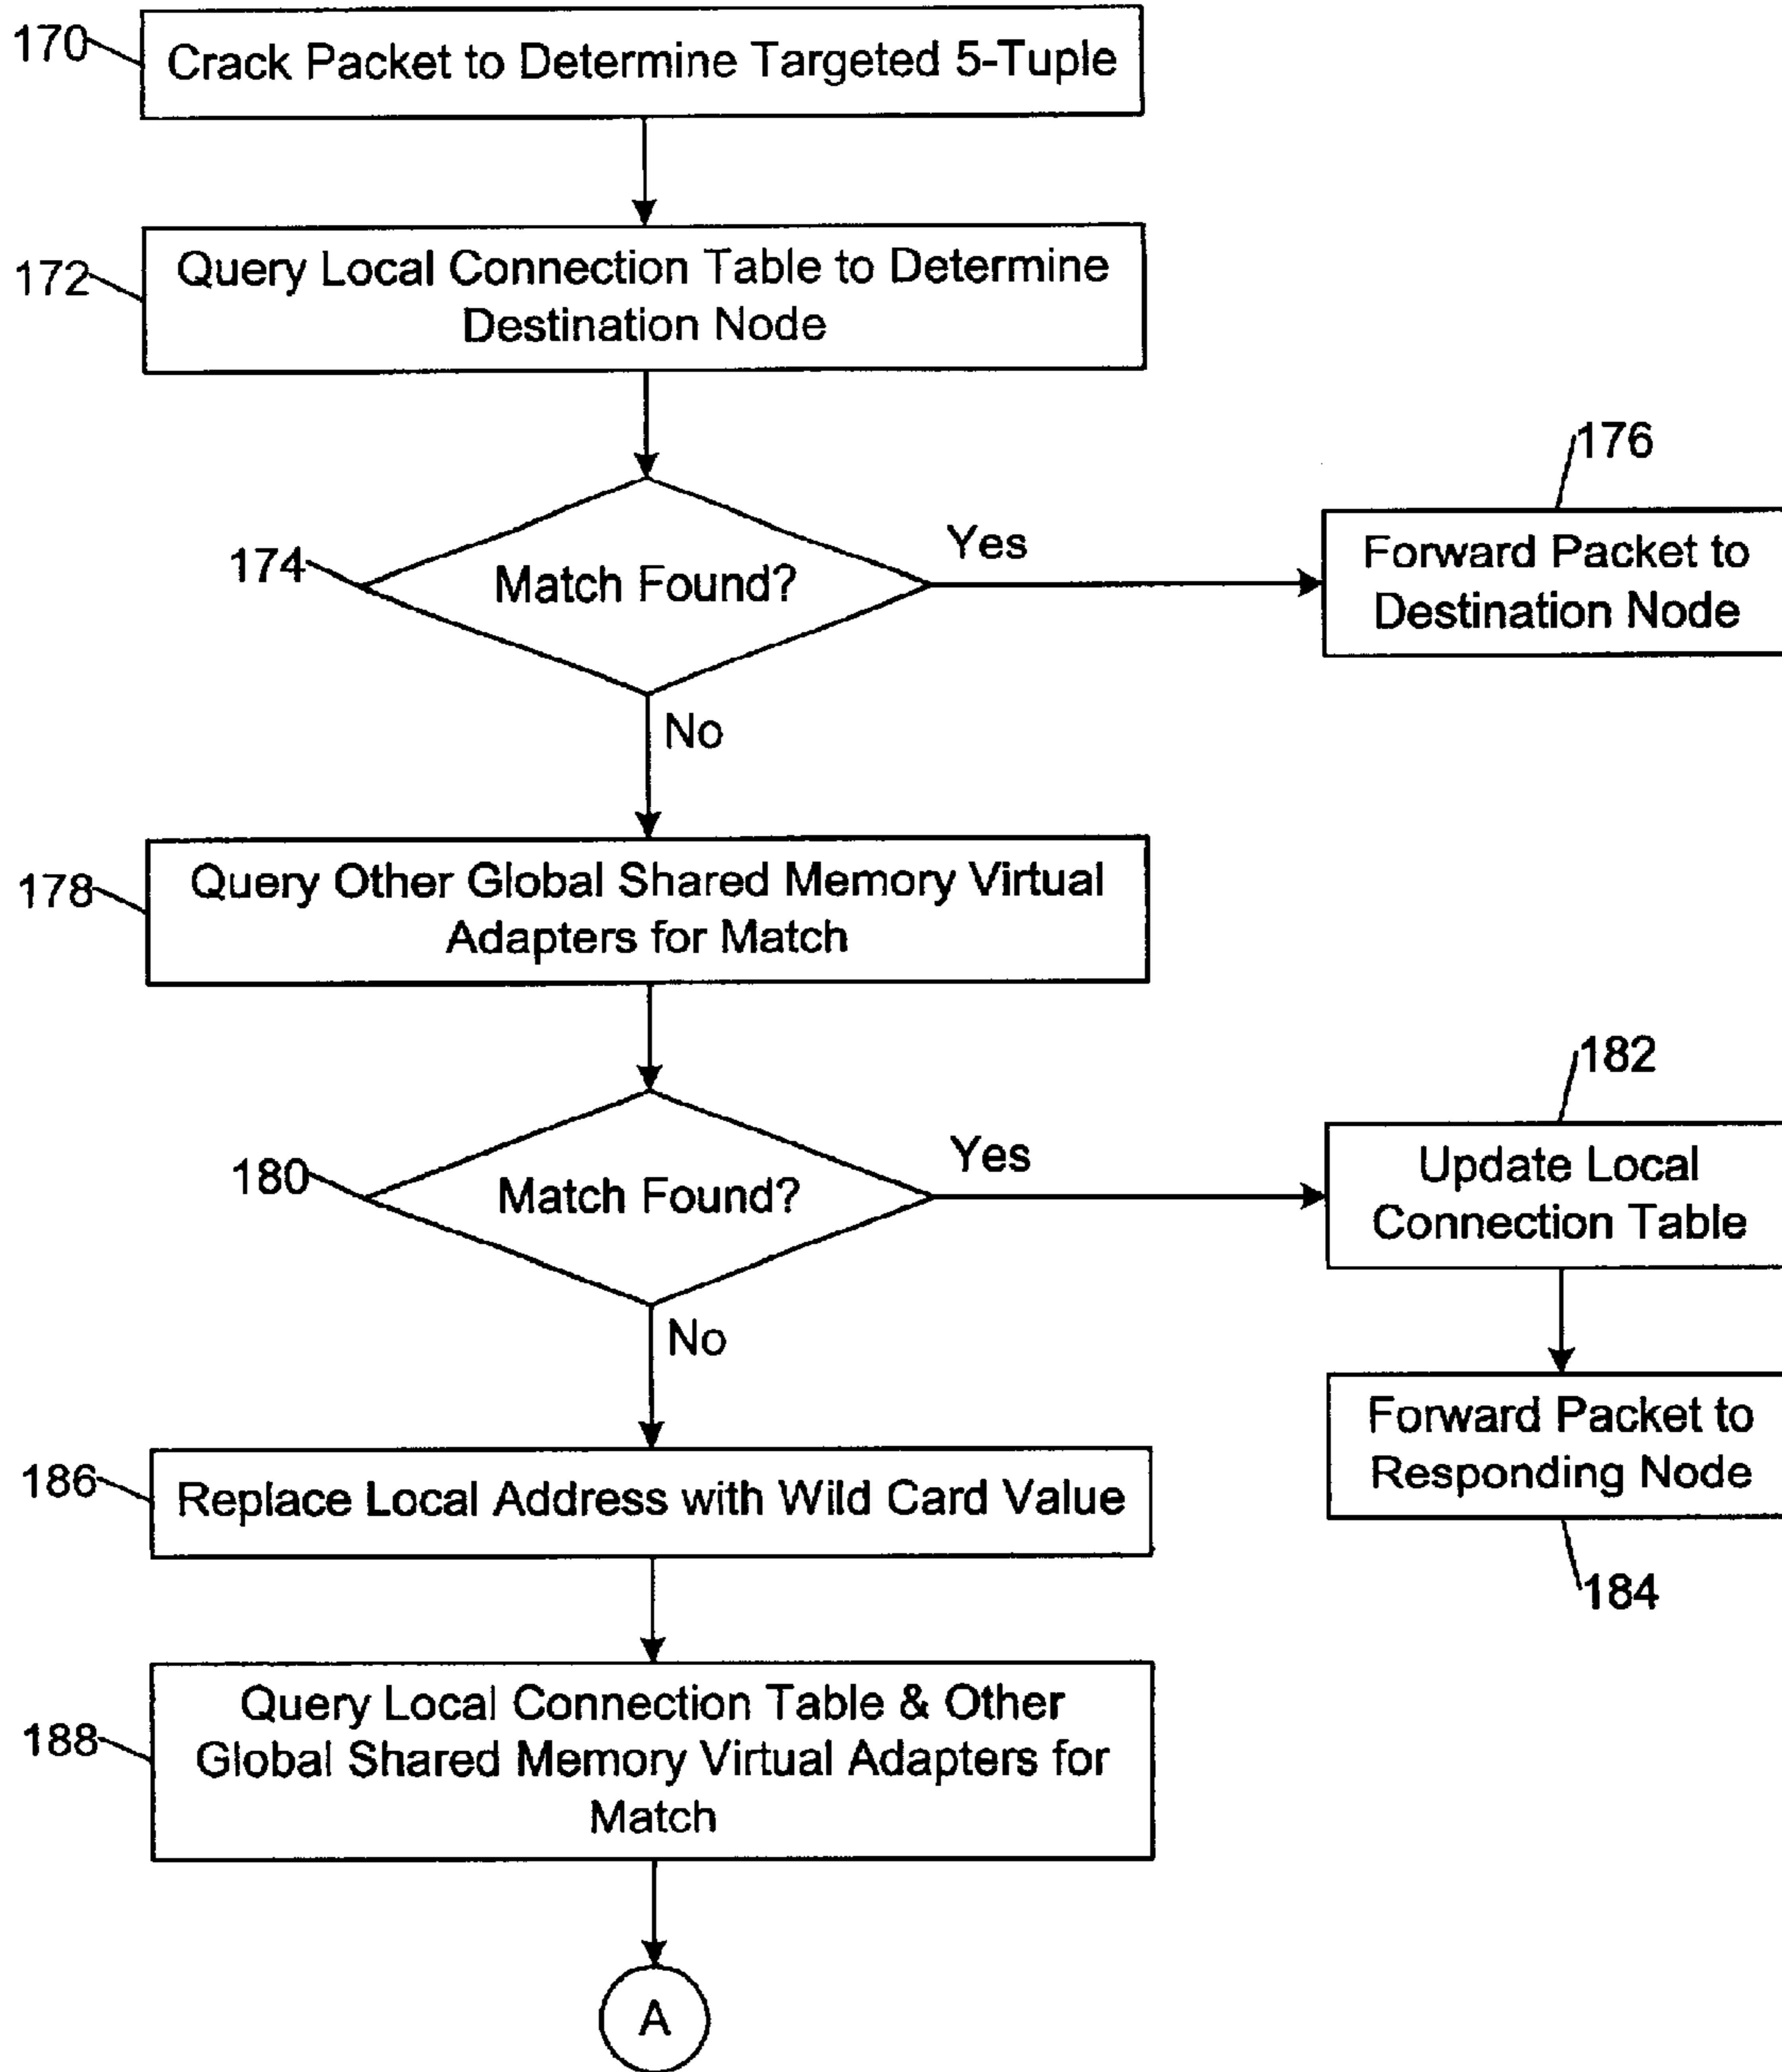 170
Crack Packet to Determine Targeted 5-Tuple
172
Query Local Connection Table to Determine
Destination Node
174
Match Found?
Yes
176
Forward Packet to
Destination Node
No
178
Query Other Global Shared Memory Virtual
Adapters for Match
180
Match Found?
Yes
182
Update Local
Connection Table
Forward Packet to
Responding Node
184
No
186
Replace Local Address with Wild Card Value
188
Query Local Connection Table & Other
Global Shared Memory Virtual Adapters for
Match
A